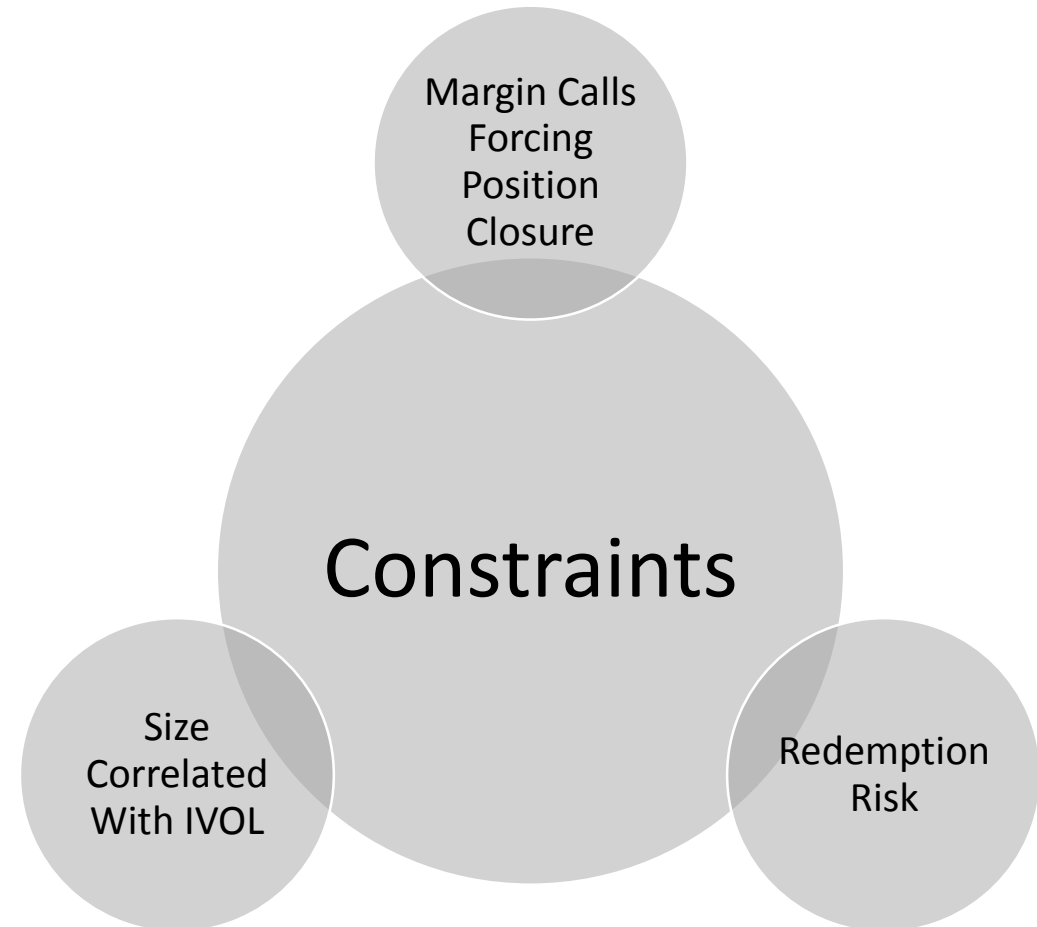 Margin Calls
Forcing
Position
Closure
Constraints
Size
Correlated
With IVOL
Redemption
Risk